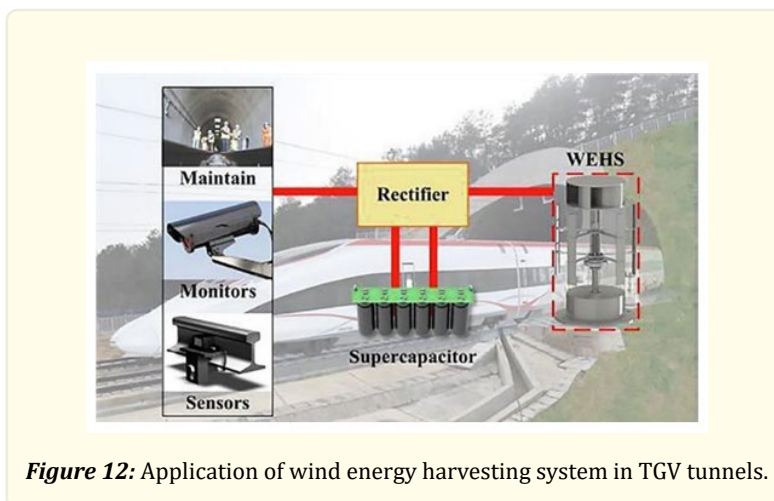 WEHS
Rectifier
Maintain
Monitors
Supercapacitor
Sensors
Figure 12: Application of wind energy harvesting system in TGV tunnels.